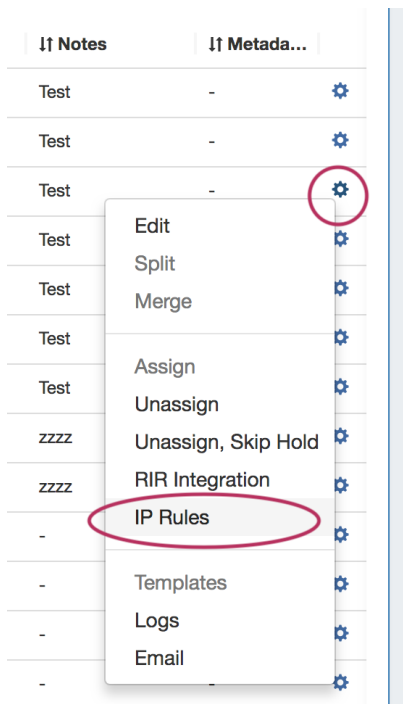 Notes Metada...
Test -
Test -
Test -
Test
Test
Test
Test
zzzz
zzzz
-
-
-
- -
Edit
Split
Merge
Assign
Unassign
Unassign, Skip Hold
RIR Integration
IP Rules
Templates
Logs
Email